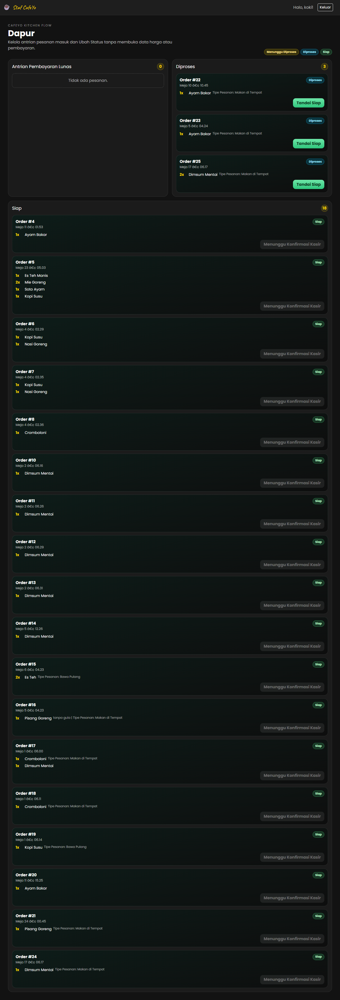 Staf CafeYo
Halo, koki1
Keluar
CAFEYO KITCHEN FLOW
Dapur
Kelola antrian pesanan masuk dan Ubah Status tanpa membuka data harga atau
pembayaran.
Menunggu Diproses
Diproses
Siap
Antrian Pembayaran Lunas
0
Tidak ada pesanan.
Diproses
3
Order #22
Diproses
Meja 10 â€¢ 10.45
1x Ayam Bakar Tipe Pesanan: Makan di Tempat
Tandai Siap
Order #23
Diproses
Meja 5 â€¢ 04.24
1x Ayam Bakar Tipe Pesanan: Makan di Tempat
Tandai Siap
Order #25
Diproses
Meja 17 â€¢ 06.17
2x Dimsum Mentai Tipe Pesanan: Makan di Tempat
Tandai Siap
Siap
18
Order #4
Siap
Meja 11 â€¢ 01.53
1x Ayam Bakar
Menunggu Konfirmasi Kasir
Order #5
Siap
Meja 23 â€¢ 05.03
1x Es Teh Manis
2x Mie Goreng
1x Soto Ayam
1x Kopi Susu
Menunggu Konfirmasi Kasir
Order #6
Siap
Meja 4 â€¢ 02.29
1x Kopi Susu
1x Nasi Goreng
Menunggu Konfirmasi Kasir
Order #7
Siap
Meja 4 â€¢ 02.35
1x Kopi Susu
1x Nasi Goreng
Menunggu Konfirmasi Kasir
Order #8
Siap
Meja 4 â€¢ 02.36
1x Cromboloni
Menunggu Konfirmasi Kasir
Order #10
Siap
Meja 2 â€¢ 06.16
1x Dimsum Mentai
Menunggu Konfirmasi Kasir
Order #11
Siap
Meja 2 â€¢ 06.26
1x Dimsum Mentai
Menunggu Konfirmasi Kasir
Order #12
Siap
Meja 2 â€¢ 06.29
1x Dimsum Mentai
Menunggu Konfirmasi Kasir
Order #13
Siap
Meja 2 â€¢ 06.31
1x Dimsum Mentai
Menunggu Konfirmasi Kasir
Order #14
Siap
Meja 5 â€¢ 12.26
1x Dimsum Mentai
Menunggu Konfirmasi Kasir
Order #15
Siap
Meja 6 â€¢ 04.23
2x Es Teh Tipe Pesanan: Bawa Pulang
Menunggu Konfirmasi Kasir
Order #16
Siap
Meja 5 â€¢ 04.23
1x Pisang Goreng tanpa gula | Tipe Pesanan: Makan di Tempat
Menunggu Konfirmasi Kasir
Order #17
Siap
Meja 1 â€¢ 06.00
1x Cromboloni Tipe Pesanan: Makan di Tempat
1x Dimsum Mentai
Menunggu Konfirmasi Kasir
Order #18
Siap
Meja 1 â€¢ 06.11
1x Cromboloni Tipe Pesanan: Makan di Tempat
Menunggu Konfirmasi Kasir
Order #19
Siap
Meja 1 â€¢ 06.14
1x Kopi Susu Tipe Pesanan: Bawa Pulang
Menunggu Konfirmasi Kasir
Order #20
Siap
Meja 11 â€¢ 15.25
1x Ayam Bakar
Menunggu Konfirmasi Kasir
Order #21
Siap
Meja 24 â€¢ 00.45
1x Pisang Goreng Tipe Pesanan: Makan di Tempat
Menunggu Konfirmasi Kasir
Order #24
Siap
Meja 17 â€¢ 06.17
1x Dimsum Mentai Tipe Pesanan: Makan di Tempat
Menunggu Konfirmasi Kasir